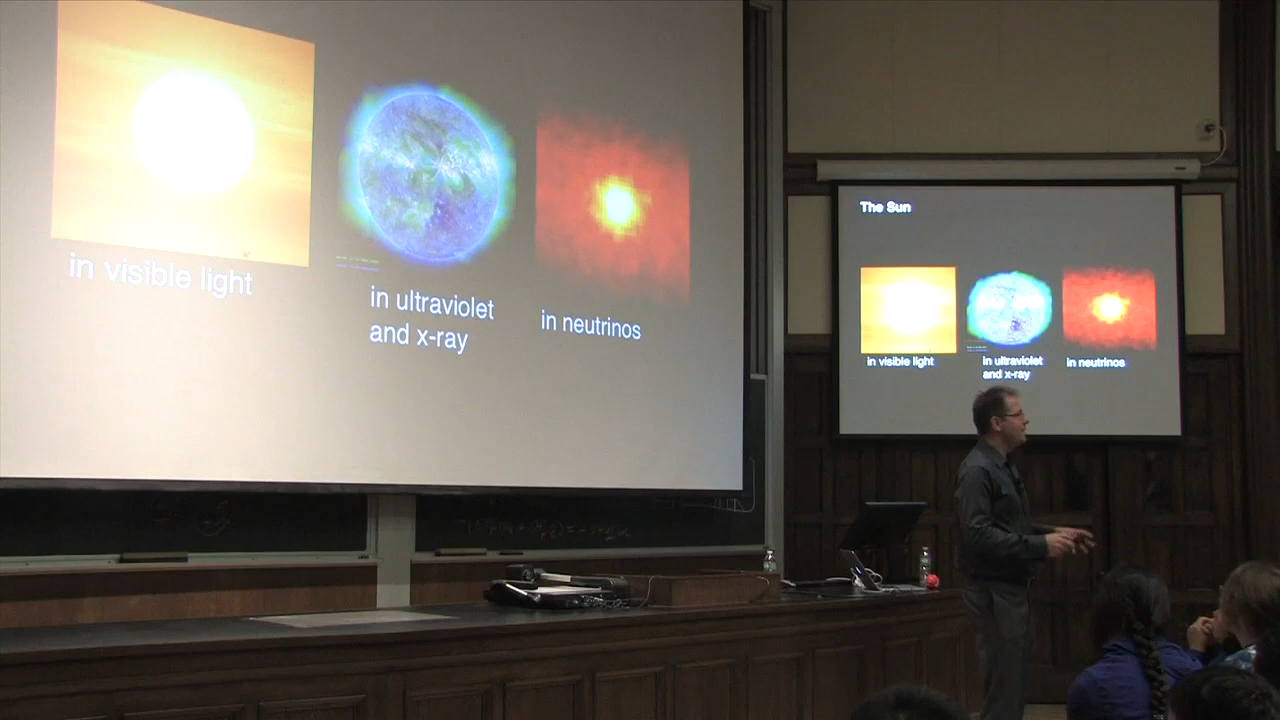 in visible light
in ultraviolet
and x-ray
in neutrinos
The Sun
in visible light
in ultraviolet
and x-ray
in neutrinos